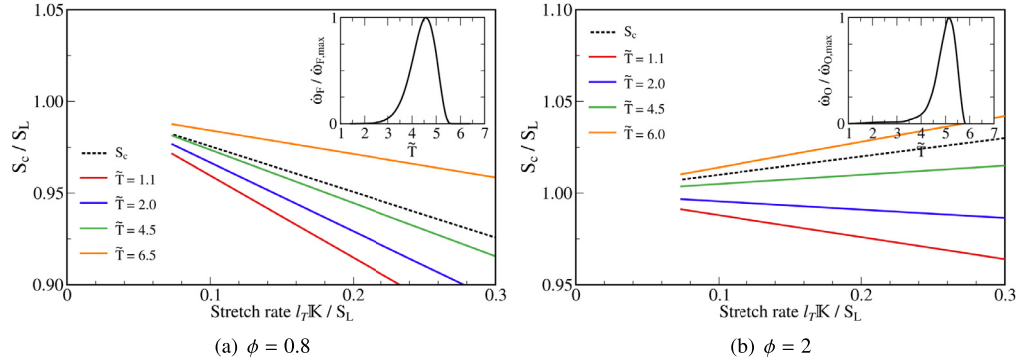 1.05
1.00
0.95
0.90
S_c / S_L
0
0.1
0.2
0.3
Stretch rate l_T 𝕂 / S_L
S_c
T̃ = 1.1
T̃ = 2.0
T̃ = 4.5
T̃ = 6.5
1
0
ω̇_F / ω̇_F,max
1 2 3 4 5 6 7
T̃
(a) ϕ = 0.8
1.10
1.05
1.00
0.95
S_c / S_L
0
0.1
0.2
0.3
Stretch rate l_T 𝕂 / S_L
S_c
T̃ = 1.1
T̃ = 2.0
T̃ = 4.5
T̃ = 6.0
1
0
ω̇_O / ω̇_O,max
1 2 3 4 5 6 7
T̃
(b) ϕ = 2